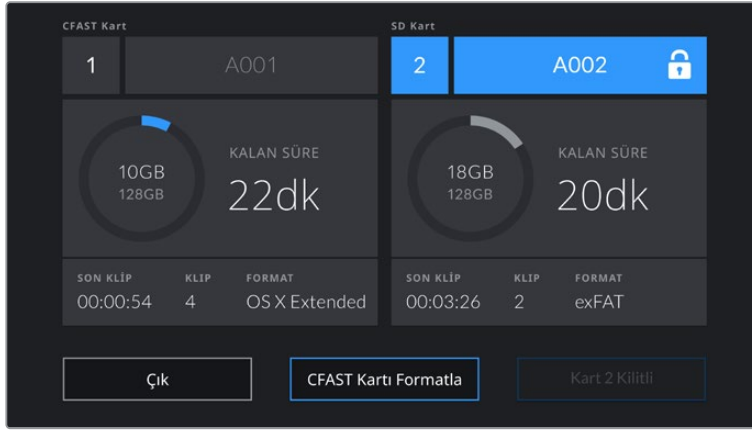 CFAST Kart
1 A001
10GB
128GB
KALAN SÜRE
22dk
SON KLİP KLIP FORMAT
00:00:54 4 OS X Extended
SD Kart
2 A002
18GB
128GB
KALAN SÜRE
20dk
SON KLİP KLIP FORMAT
00:03:26 2 exFAT
Çık
CFAST Kartı Formatla
Kart 2 Kilitli